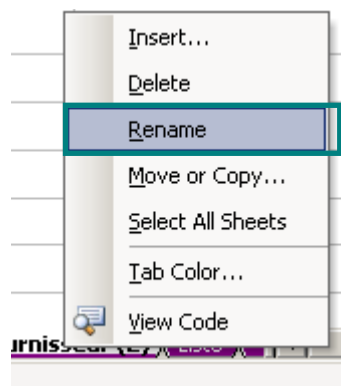 Insert...
Delete
Rename
Move or Copy...
Select All Sheets
Tab Color...
View Code